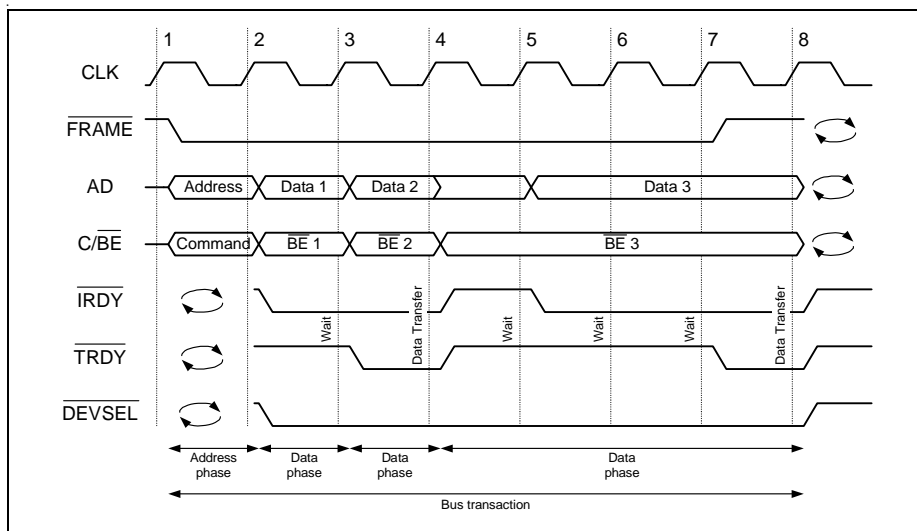 1 2 3 4 5 6 7 8
CLK
FRAME
AD
Address Data 1 Data 2 Data 3
C/BE
Command BE 1 BE 2 BE 3
IRDY
Wait
Data Transfer
Wait
Wait
Wait
Data Transfer
TRDY
DEVSEL
Address phase
Data phase
Data phase
Data phase
Bus transaction